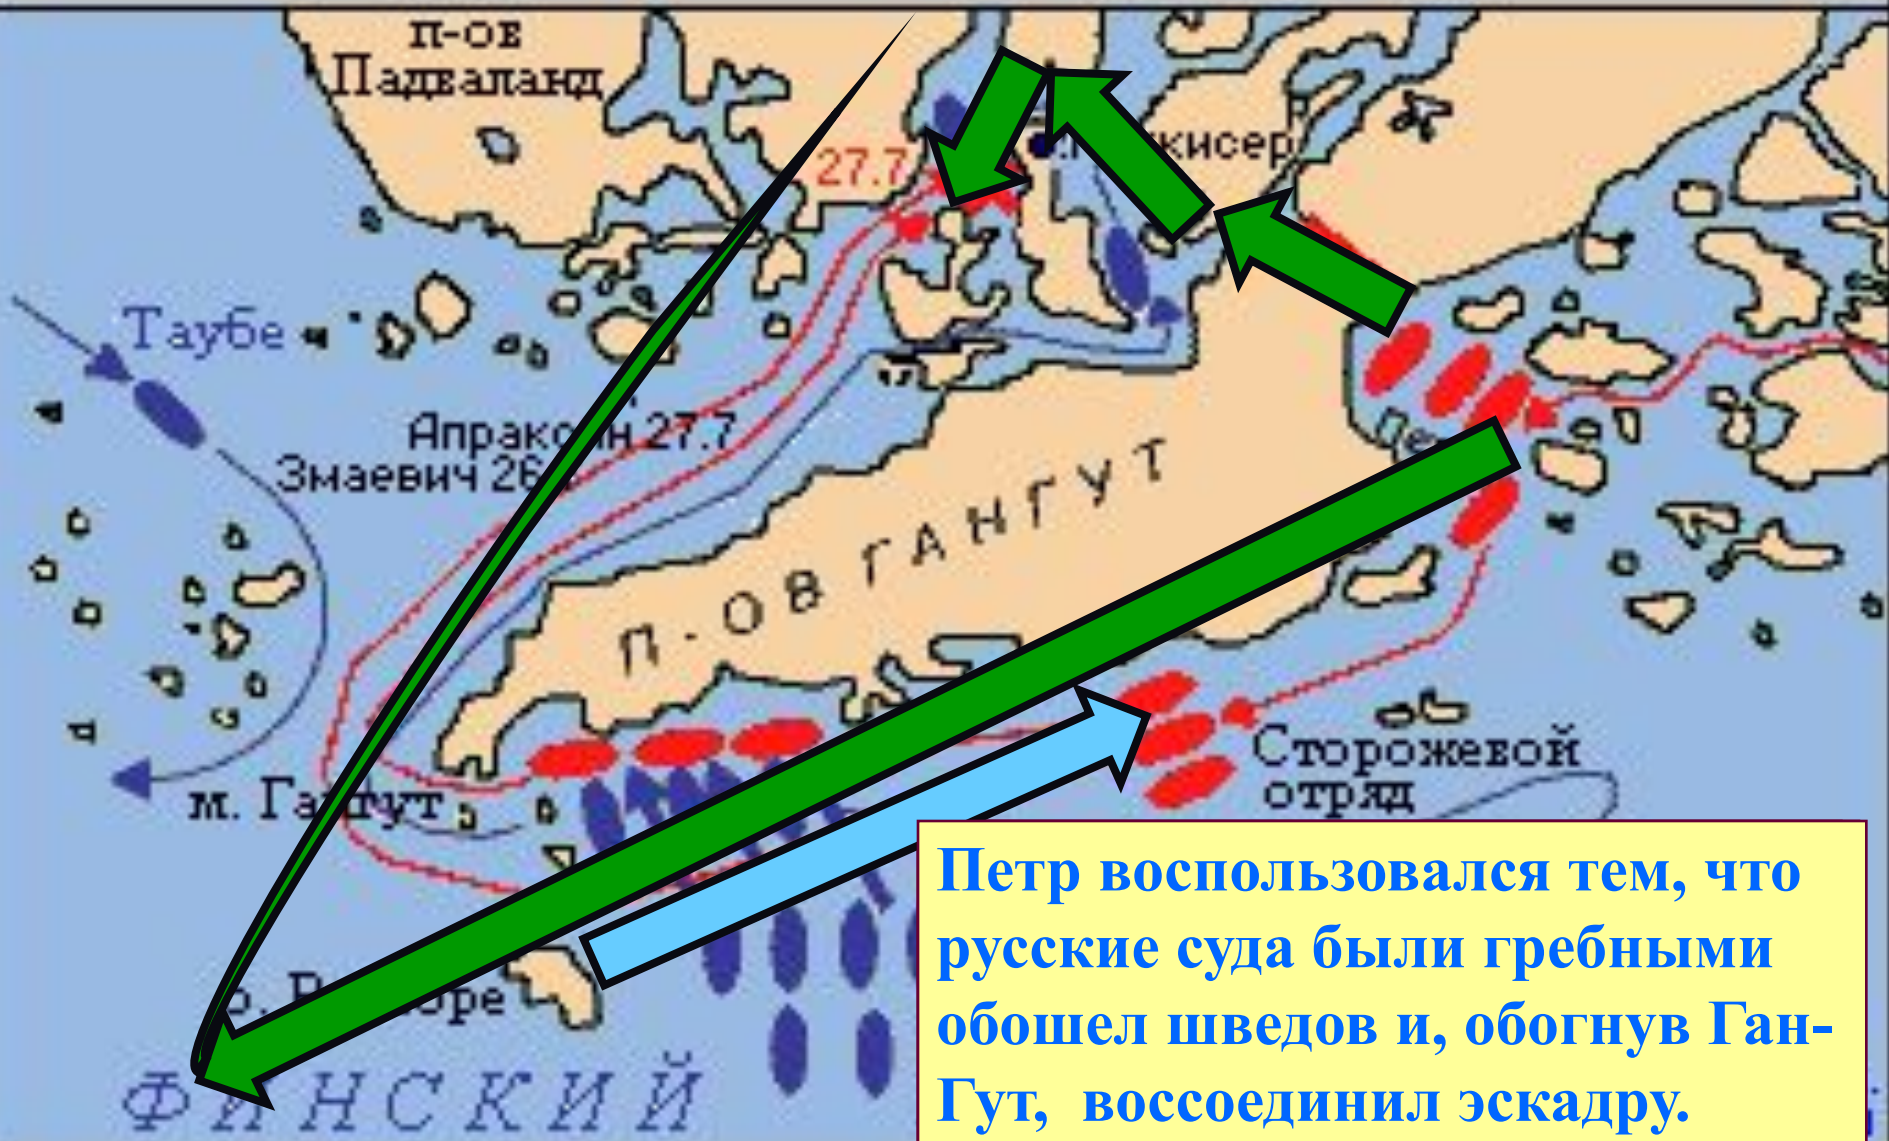 п-ов
Падваланд
27.7
кисер
Таубе
Апраксин 27.7
Змаевич 26
П-ОВ ГАНГУТ
Сторожевой
отряд
м. Гангут
о.
ФИНСКИЙ
Петр воспользовался тем, что
русские суда были гребными
обошел шведов и, обогнув Ган-
Гут, воссоединил эскадру.